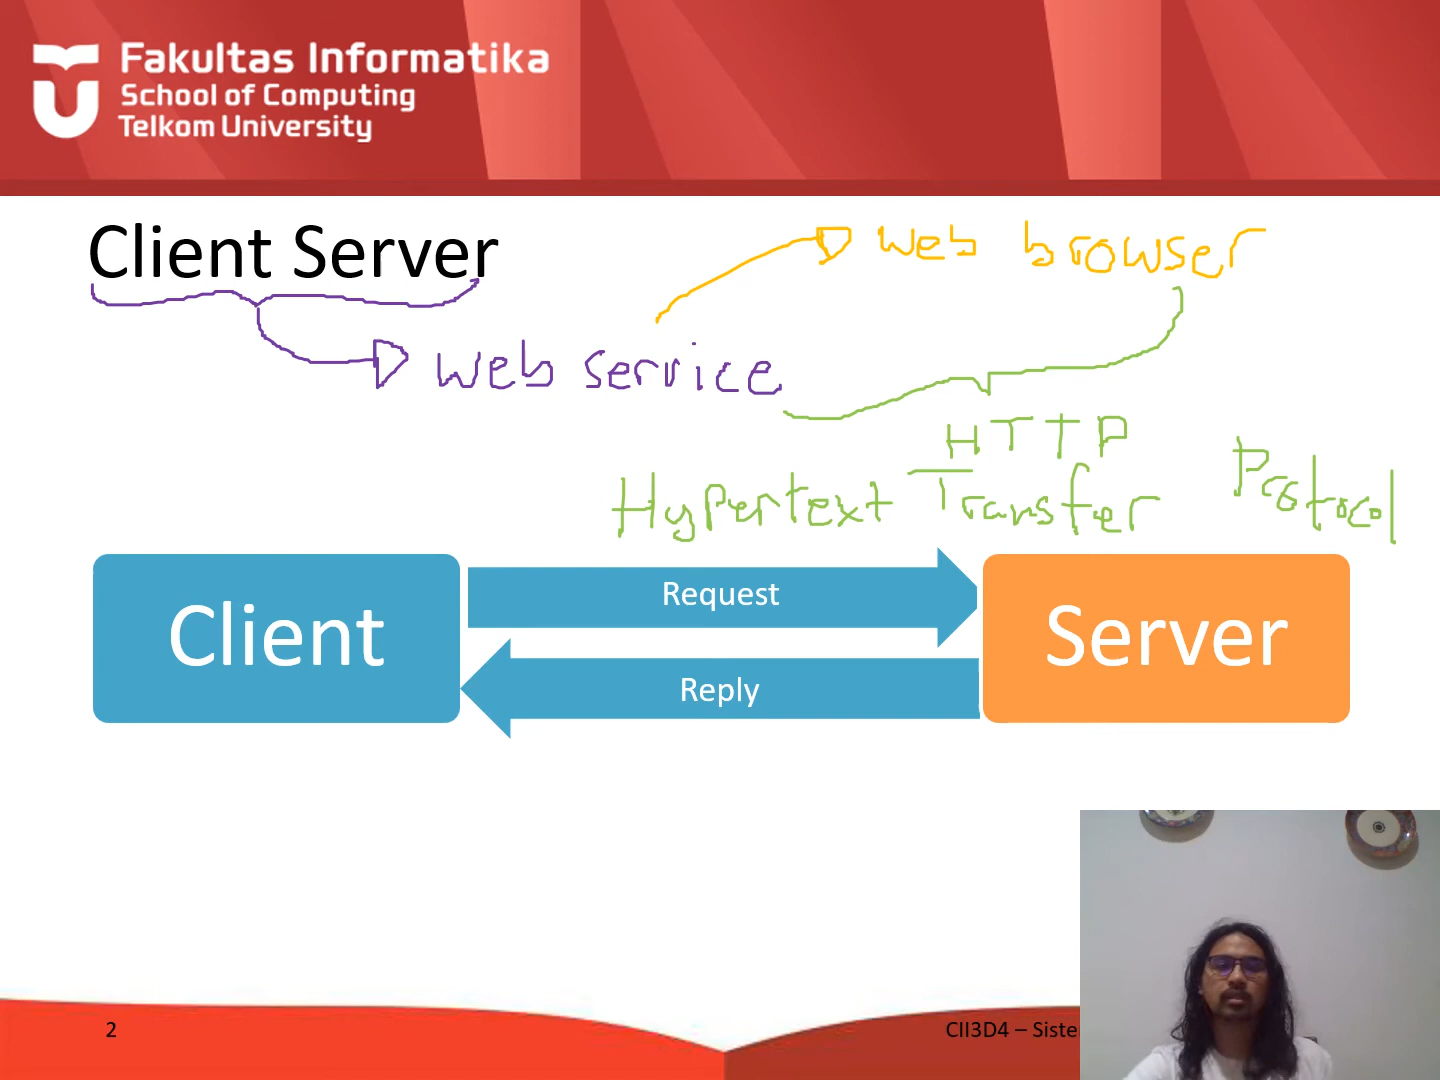 Fakultas Informatika
School of Computing
Telkom University
Client Server
web browser
web service
HTTP
Hypertext Transfer Protocol
Client
Request
Reply
Server
2
CII3D4 – Siste